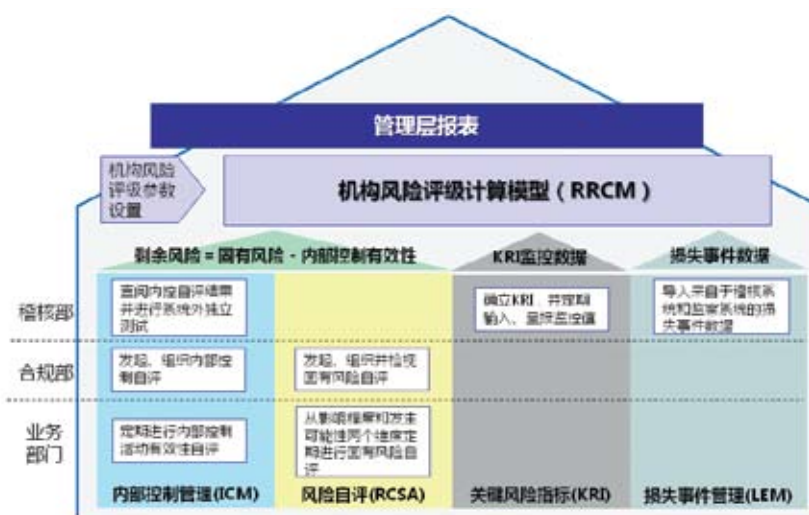 管理层报表
机构风险
评级参数
设置
机构风险评级计算模型（RRCM）
剩余风险 = 固有风险 - 内部控制有效性
KRI监控数据
损失事件数据
稽核部
查阅内控自评结果
并进行系统外独立
测试
确立KRI，并定期
输入、呈报监控值
导入来自于稽核系
统和监察系统的损
失事件数据
合规部
发起、组织内部控
制自评
发起、组织并检视
固有风险自评
业务
部门
定期进行内部控制
活动有效性自评
从影响程度和发生
可能性两个维度定
期进行固有风险自
评
内部控制管理(ICM)
风险自评(RCSA)
关键风险指标(KRI)
损失事件管理(LEM)